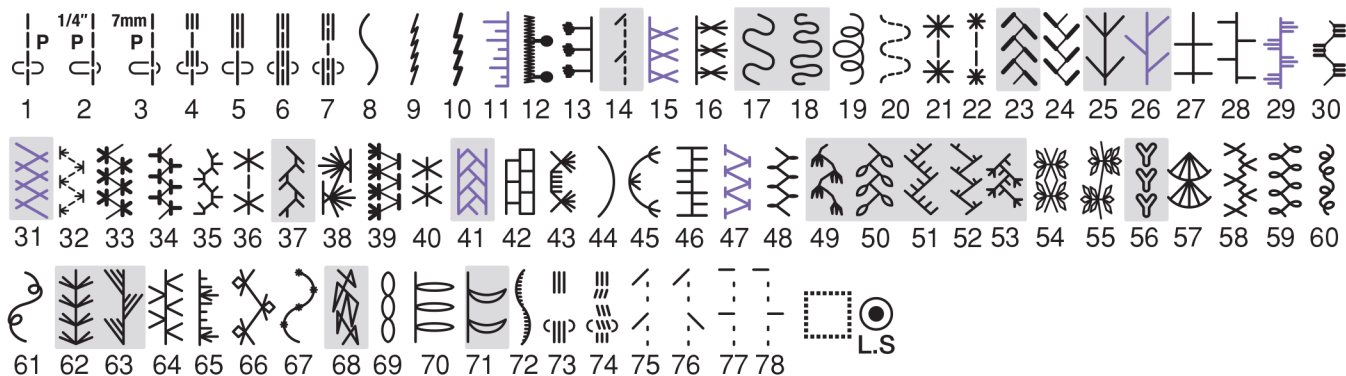 1/4" 7mm
P P P
1 2 3 4 5 6 7 8 9 10 11 12 13 14 15 16 17 18 19 20 21 22 23 24 25 26 27 28 29 30
31 32 33 34 35 36 37 38 39 40 41 42 43 44 45 46 47 48 49 50 51 52 53 54 55 56 57 58 59 60
L.S
61 62 63 64 65 66 67 68 69 70 71 72 73 74 75 76 77 78